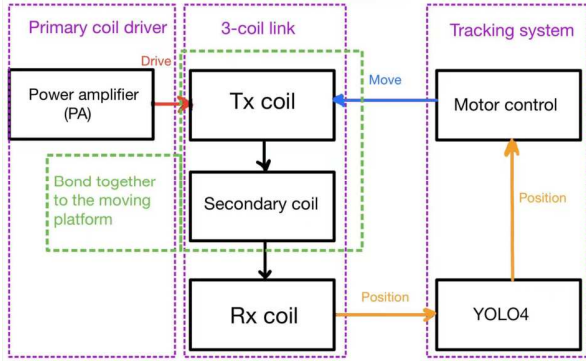 Primary coil driver
3-coil link
Tracking system
Drive
Power amplifier
(PA)
Tx coil
Move
Motor control
Bond together
to the moving
platform
Secondary coil
Position
Rx coil
Position
YOLO4